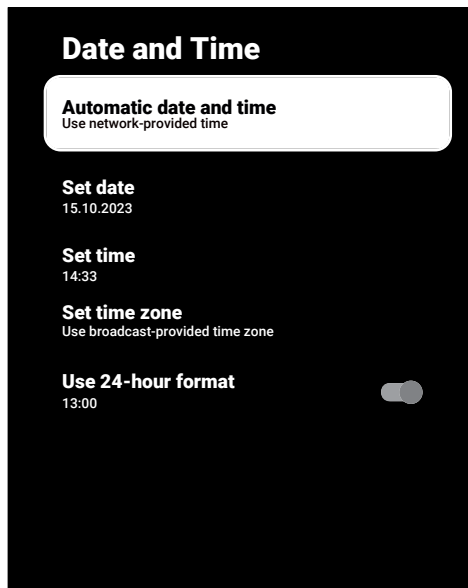 Date and Time
Automatic date and time
Use network-provided time
Set date
15.10.2023
Set time
14:33
Set time zone
Use broadcast-provided time zone
Use 24-hour format
13:00